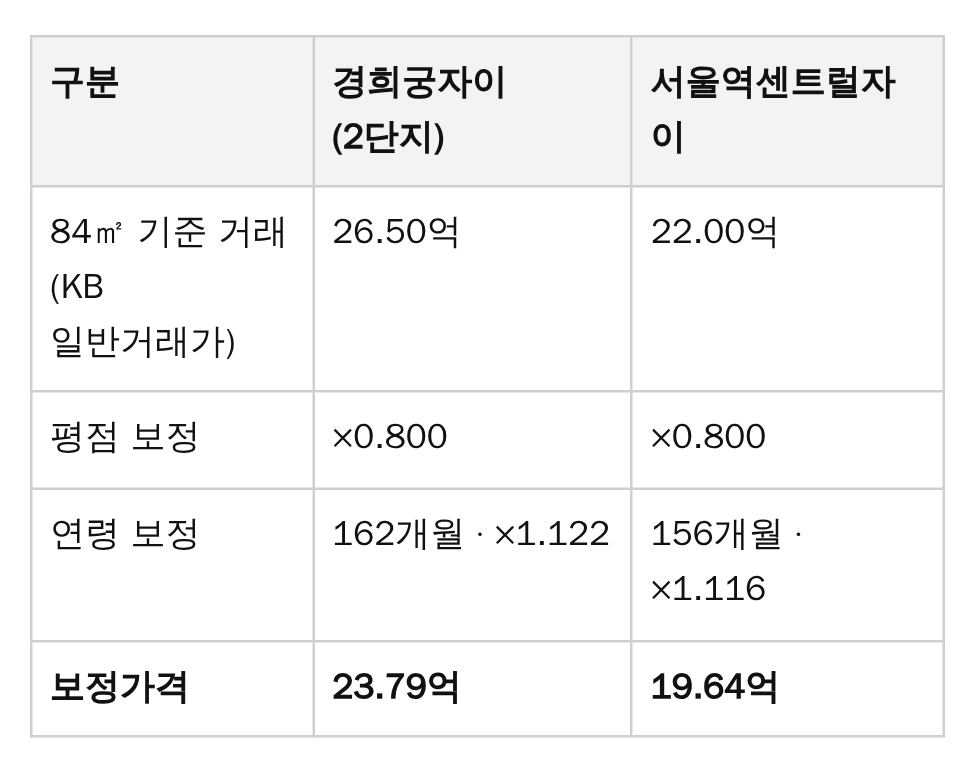 구분
경희궁자이
(2단지)
서울역센트럴자
이
84㎡ 기준 거래
(KB
일반거래가)
26.50억
22.00억
평점 보정
×0.800
×0.800
연령 보정
162개월 · ×1.122
156개월 ·
×1.116
보정가격
23.79억
19.64억